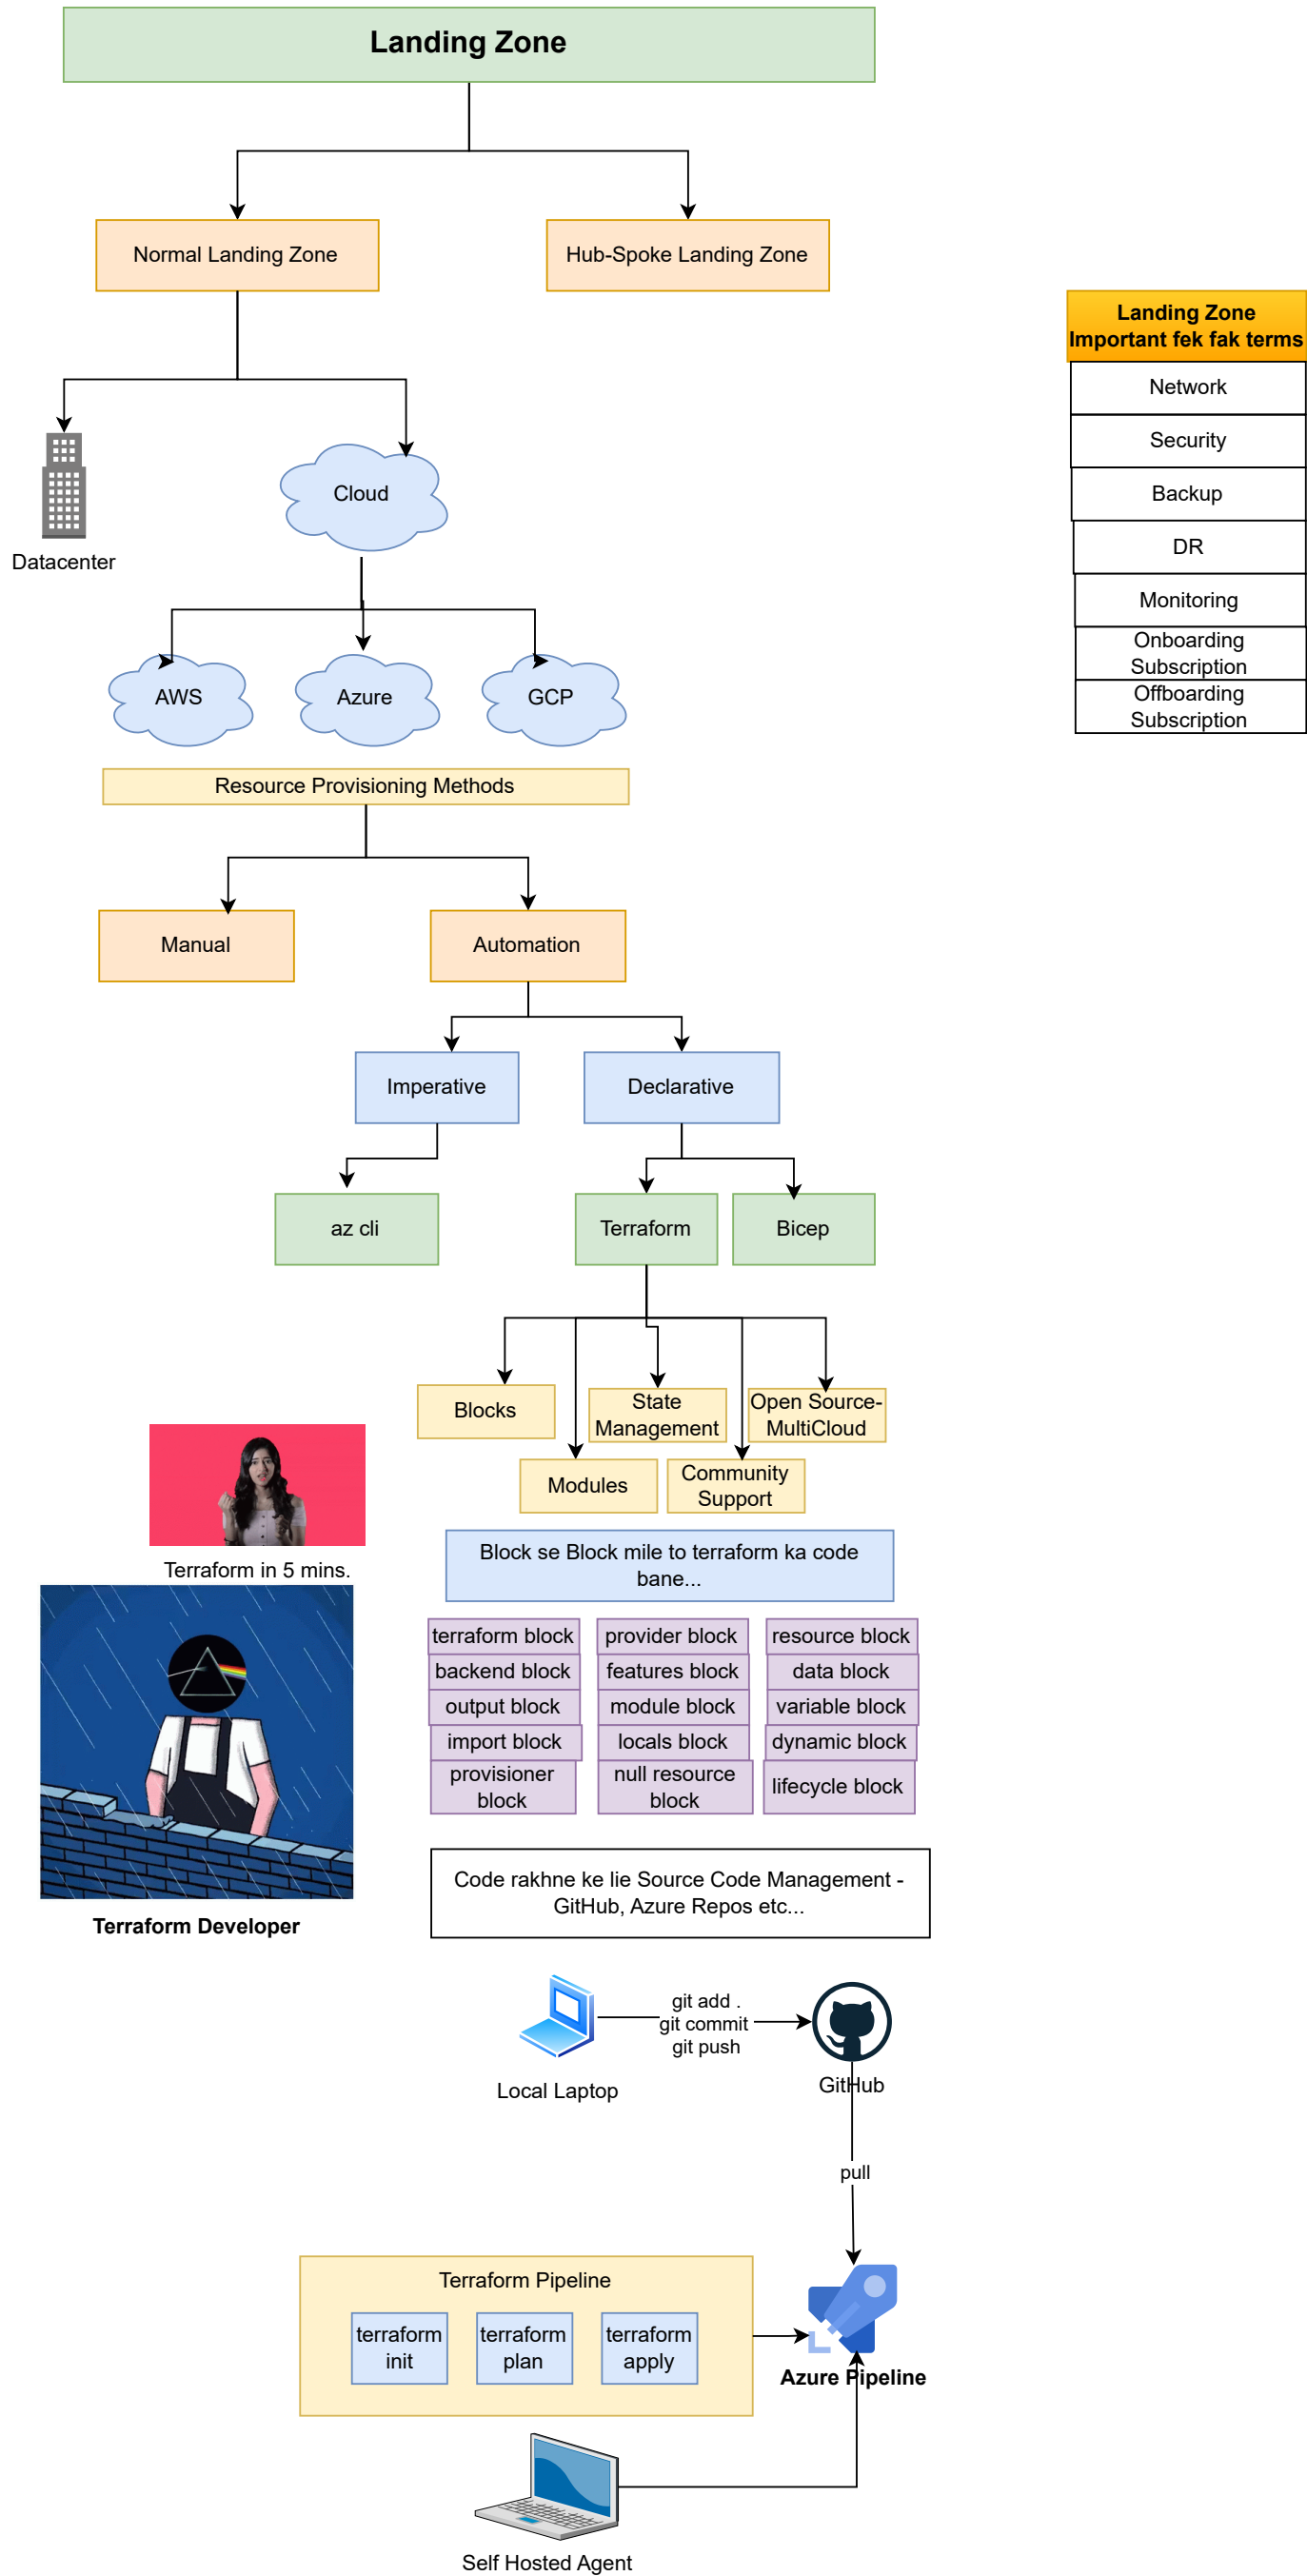 Landing Zone
Normal Landing Zone
Hub-Spoke Landing Zone
Landing Zone
Important fek fak terms
Network
Security
Backup
DR
Monitoring
Onboarding
Subscription
Offboarding
Subscription
Datacenter
Cloud
AWS
Azure
GCP
Resource Provisioning Methods
Manual
Automation
Imperative
Declarative
az cli
Terraform
Bicep
Blocks
State
Management
Open Source-
MultiCloud
Modules
Community
Support
Terraform in 5 mins.
Block se Block mile to terraform ka code
bane...
terraform block
provider block
resource block
backend block
features block
data block
output block
module block
variable block
import block
locals block
dynamic block
provisioner
block
null resource
block
lifecycle block
Terraform Developer
Code rakhne ke lie Source Code Management -
GitHub, Azure Repos etc...
git add .
git commit
git push
Local Laptop
GitHub
pull
Terraform Pipeline
terraform
init
terraform
plan
terraform
apply
Azure Pipeline
Self Hosted Agent